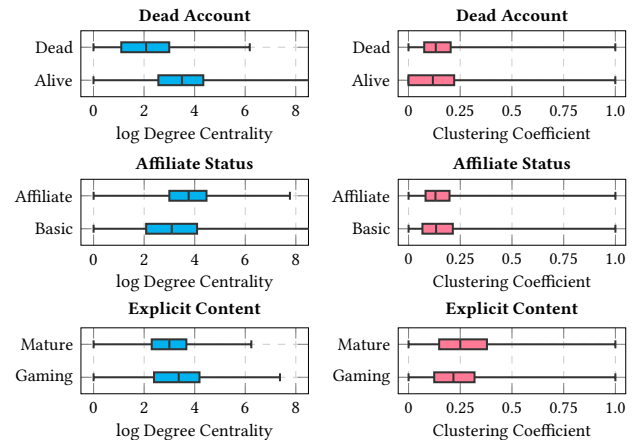 Dead Account
Dead
Alive
0 2 4 6 8
log Degree Centrality
Dead Account
Dead
Alive
0 0.25 0.5 0.75 1.0
Clustering Coefficient
Affiliate Status
Affiliate
Basic
0 2 4 6 8
log Degree Centrality
Affiliate Status
Affiliate
Basic
0 0.25 0.5 0.75 1.0
Clustering Coefficient
Explicit Content
Mature
Gaming
0 2 4 6 8
log Degree Centrality
Explicit Content
Mature
Gaming
0 0.25 0.5 0.75 1.0
Clustering Coefficient